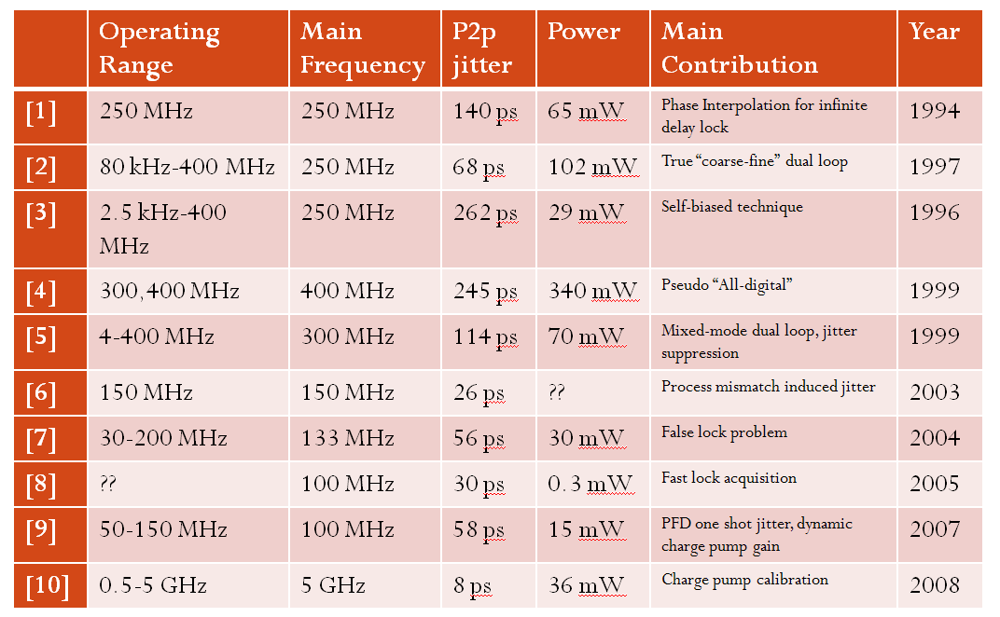 Operating Range Main Frequency P2p jitter Power Main Contribution Year
[1] 250 MHz 250 MHz 140 ps 65 mW Phase Interpolation for infinite delay lock 1994
[2] 80 kHz-400 MHz 250 MHz 68 ps 102 mW True “coarse-fine” dual loop 1997
[3] 2.5 kHz-400 MHz 250 MHz 262 ps 29 mW Self-biased technique 1996
[4] 300,400 MHz 400 MHz 245 ps 340 mW Pseudo “All-digital” 1999
[5] 4-400 MHz 300 MHz 114 ps 70 mW Mixed-mode dual loop, jitter suppression 1999
[6] 150 MHz 150 MHz 26 ps ?? Process mismatch induced jitter 2003
[7] 30-200 MHz 133 MHz 56 ps 30 mW False lock problem 2004
[8] ?? 100 MHz 30 ps 0.3 mW Fast lock acquisition 2005
[9] 50-150 MHz 100 MHz 58 ps 15 mW PFD one shot jitter, dynamic charge pump gain 2007
[10] 0.5-5 GHz 5 GHz 8 ps 36 mW Charge pump calibration 2008